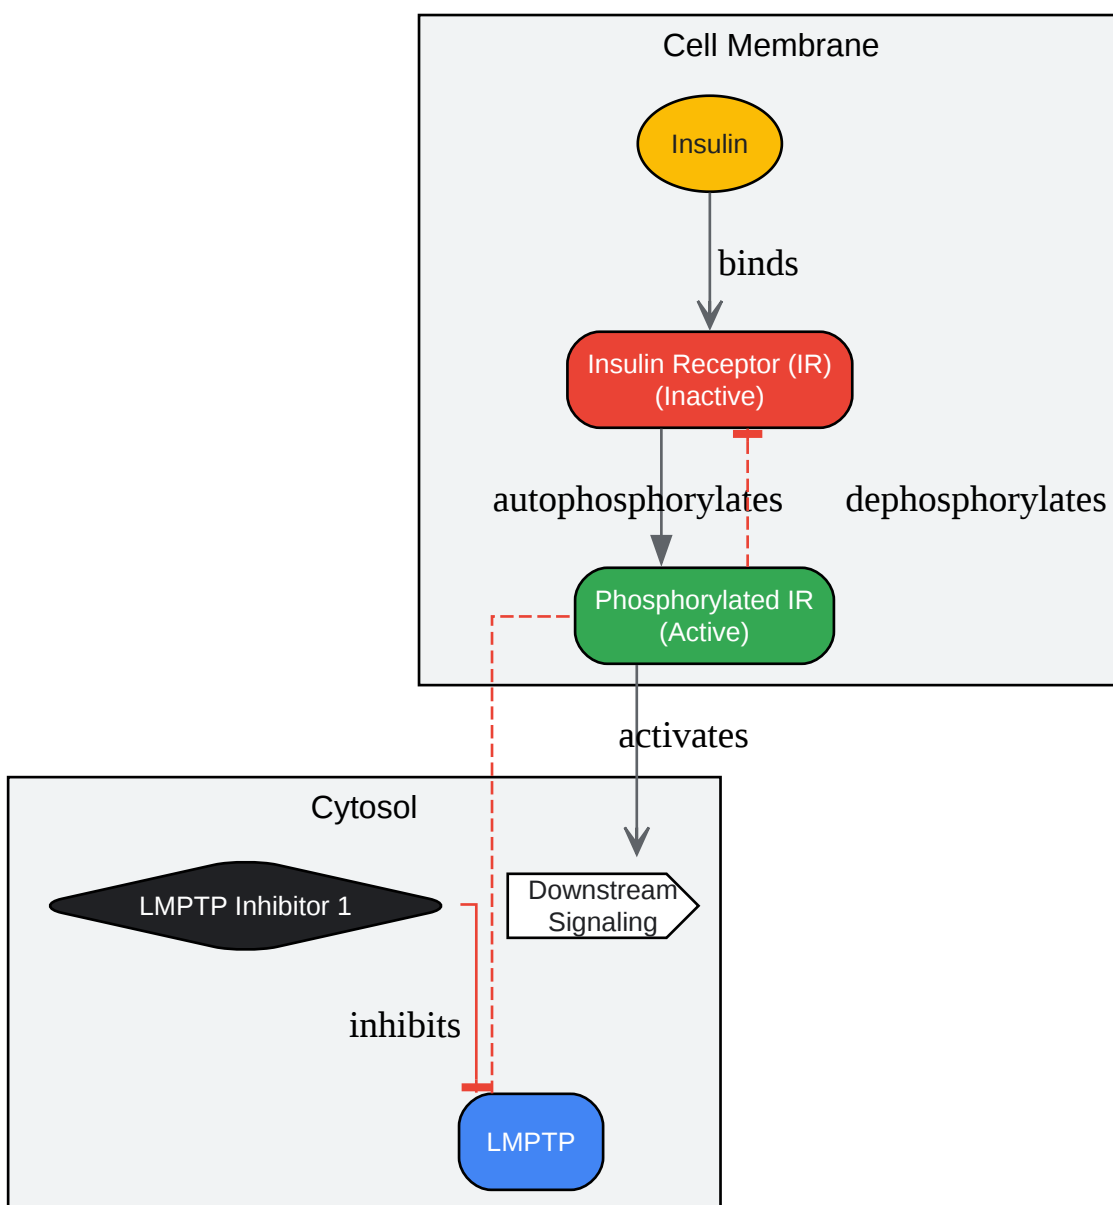 Cell Membrane
Insulin
binds
Insulin Receptor (IR)
(Inactive)
autophosphorylates
dephosphorylates
Phosphorylated IR
(Active)
activates
Cytosol
LMPTP Inhibitor 1
Downstream
Signaling
inhibits
LMPTP